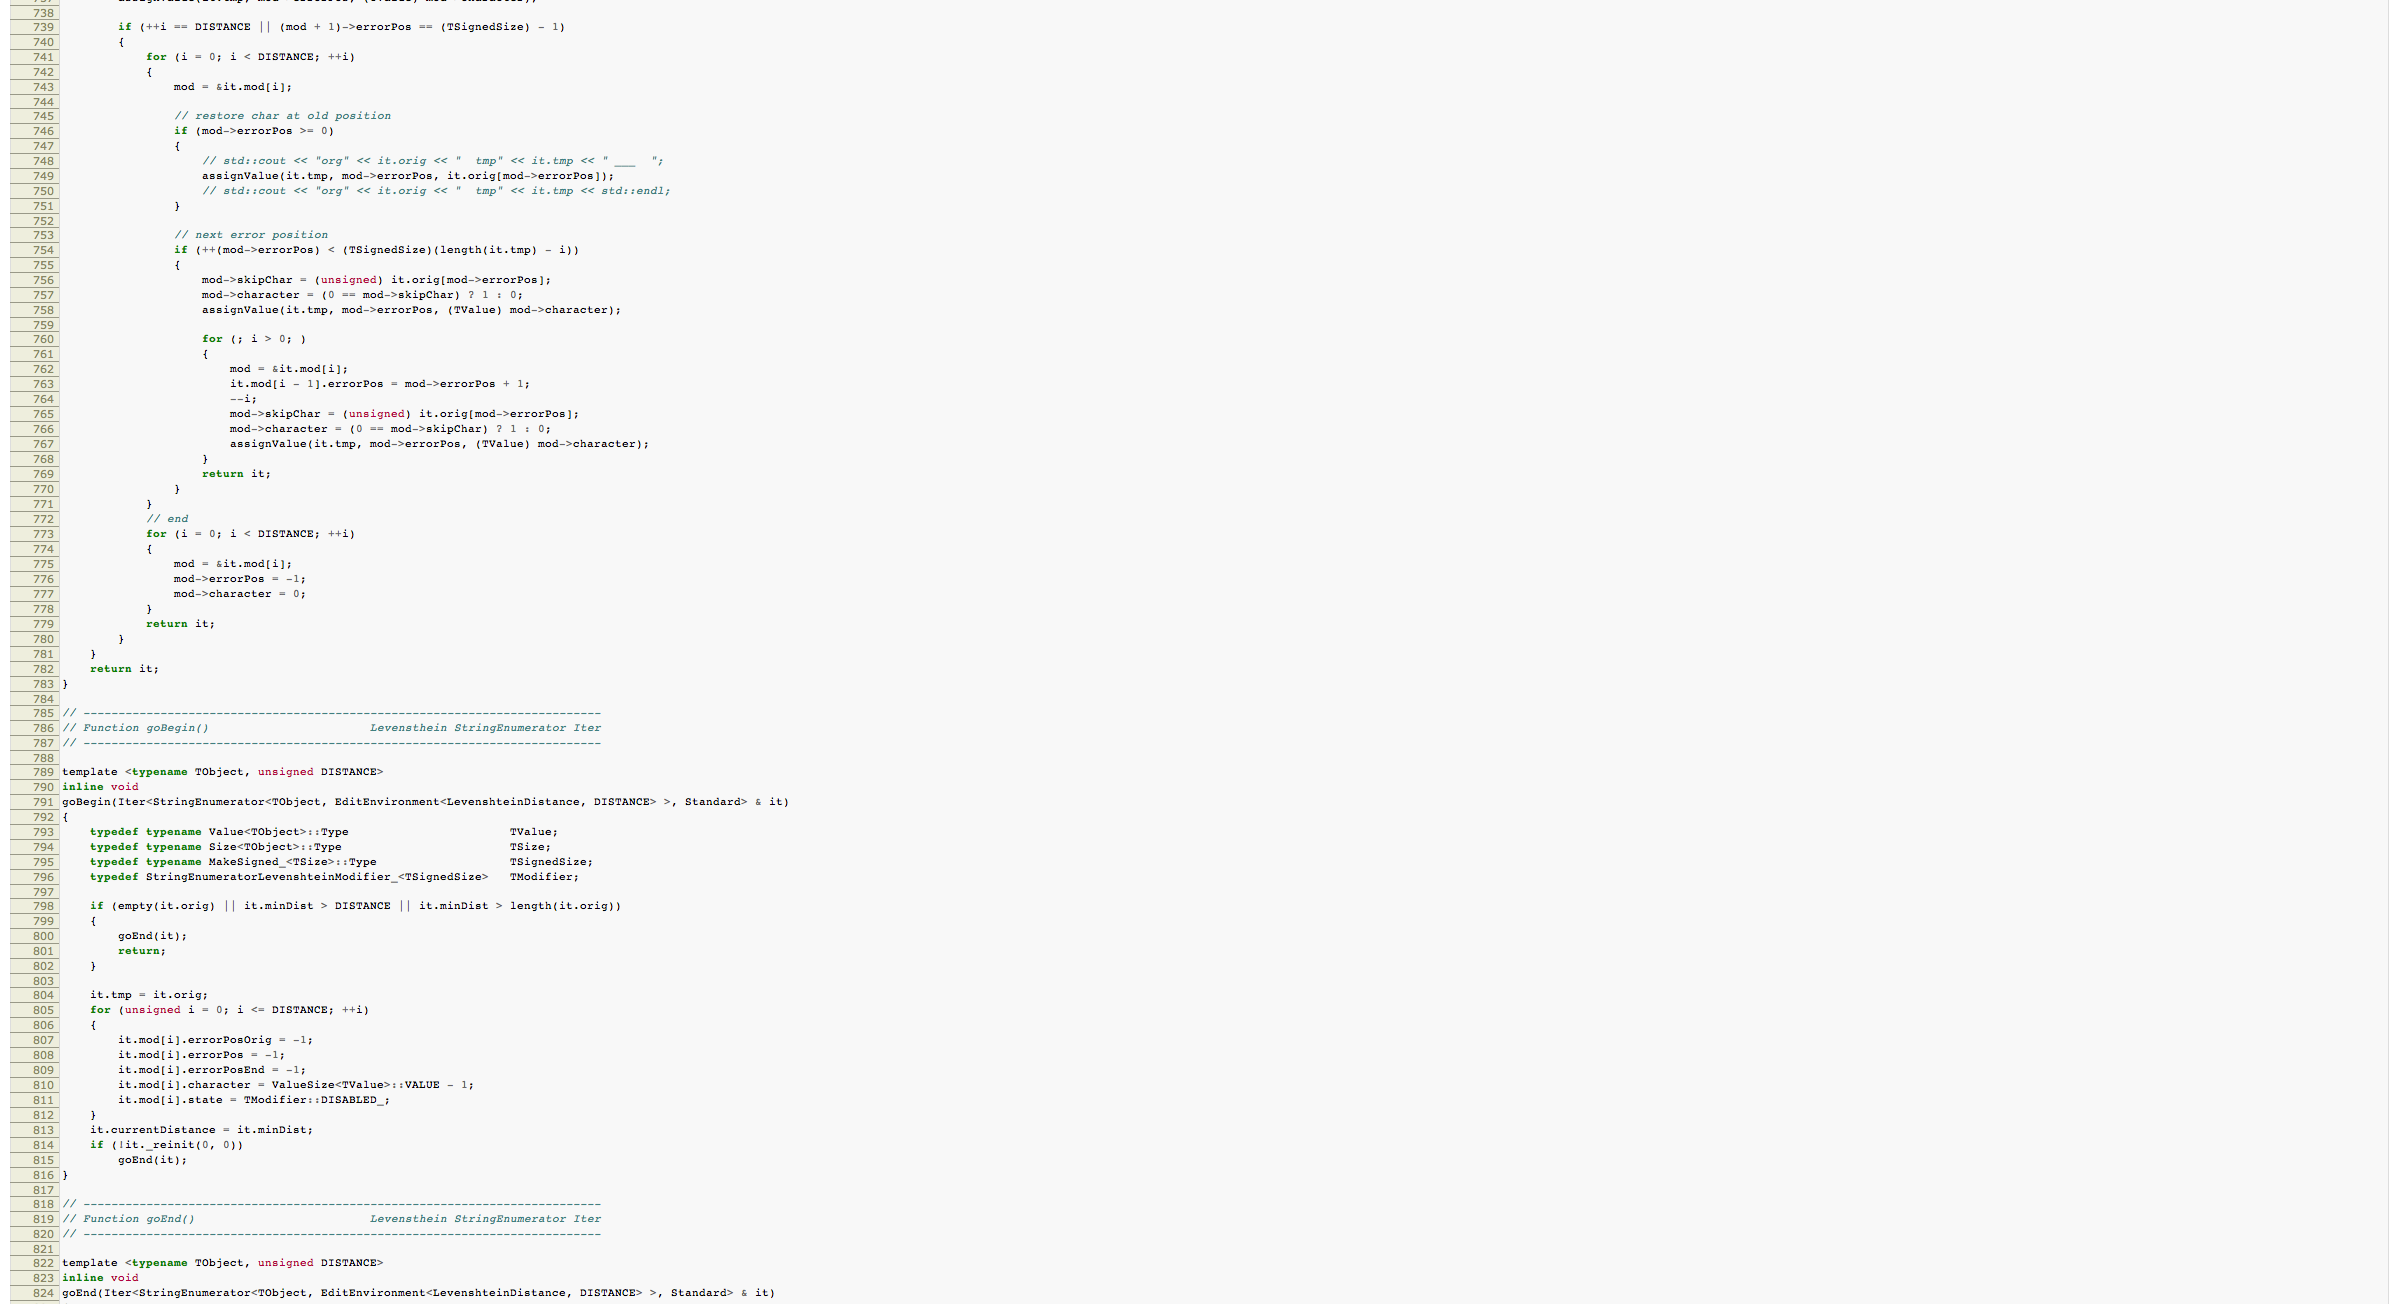 738
739         if (++i == DISTANCE || (mod + 1)->errorPos == (TSignedSize) - 1)
740         {
741             for (i = 0; i < DISTANCE; ++i)
742             {
743                 mod = &it.mod[i];
744
745                 // restore char at old position
746                 if (mod->errorPos >= 0)
747                 {
748                     // std::cout << "org" << it.orig << "  tmp" << it.tmp << " ___  ";
749                     assignValue(it.tmp, mod->errorPos, it.orig[mod->errorPos]);
750                     // std::cout << "org" << it.orig << "  tmp" << it.tmp << std::endl;
751                 }
752
753                 // next error position
754                 if (++(mod->errorPos) < (TSignedSize)(length(it.tmp) - i))
755                 {
756                     mod->skipChar = (unsigned) it.orig[mod->errorPos];
757                     mod->character = (0 == mod->skipChar) ? 1 : 0;
758                     assignValue(it.tmp, mod->errorPos, (TValue) mod->character);
759
760                     for (; i > 0; )
761                     {
762                         mod = &it.mod[i];
763                         it.mod[i - 1].errorPos = mod->errorPos + 1;
764                         --i;
765                         mod->skipChar = (unsigned) it.orig[mod->errorPos];
766                         mod->character = (0 == mod->skipChar) ? 1 : 0;
767                         assignValue(it.tmp, mod->errorPos, (TValue) mod->character);
768                     }
769                     return it;
770                 }
771             }
772             // end
773             for (i = 0; i < DISTANCE; ++i)
774             {
775                 mod = &it.mod[i];
776                 mod->errorPos = -1;
777                 mod->character = 0;
778             }
779             return it;
780         }
781     }
782     return it;
783 }
784
785 // --------------------------------------------------------------------------
786 // Function goBegin()                       Levensthein StringEnumerator Iter
787 // --------------------------------------------------------------------------
788
789 template <typename TObject, unsigned DISTANCE>
790 inline void
791 goBegin(Iter<StringEnumerator<TObject, EditEnvironment<LevenshteinDistance, DISTANCE> >, Standard> & it)
792 {
793     typedef typename Value<TObject>::Type                       TValue;
794     typedef typename Size<TObject>::Type                        TSize;
795     typedef typename MakeSigned_<TSize>::Type                   TSignedSize;
796     typedef StringEnumeratorLevenshteinModifier_<TSignedSize>   TModifier;
797
798     if (empty(it.orig) || it.minDist > DISTANCE || it.minDist > length(it.orig))
799     {
800         goEnd(it);
801         return;
802     }
803
804     it.tmp = it.orig;
805     for (unsigned i = 0; i <= DISTANCE; ++i)
806     {
807         it.mod[i].errorPosOrig = -1;
808         it.mod[i].errorPos = -1;
809         it.mod[i].errorPosEnd = -1;
810         it.mod[i].character = ValueSize<TValue>::VALUE - 1;
811         it.mod[i].state = TModifier::DISABLED_;
812     }
813     it.currentDistance = it.minDist;
814     if (!it._reinit(0, 0))
815         goEnd(it);
816 }
817
818 // --------------------------------------------------------------------------
819 // Function goEnd()                         Levensthein StringEnumerator Iter
820 // --------------------------------------------------------------------------
821
822 template <typename TObject, unsigned DISTANCE>
823 inline void
824 goEnd(Iter<StringEnumerator<TObject, EditEnvironment<LevenshteinDistance, DISTANCE> >, Standard> & it)